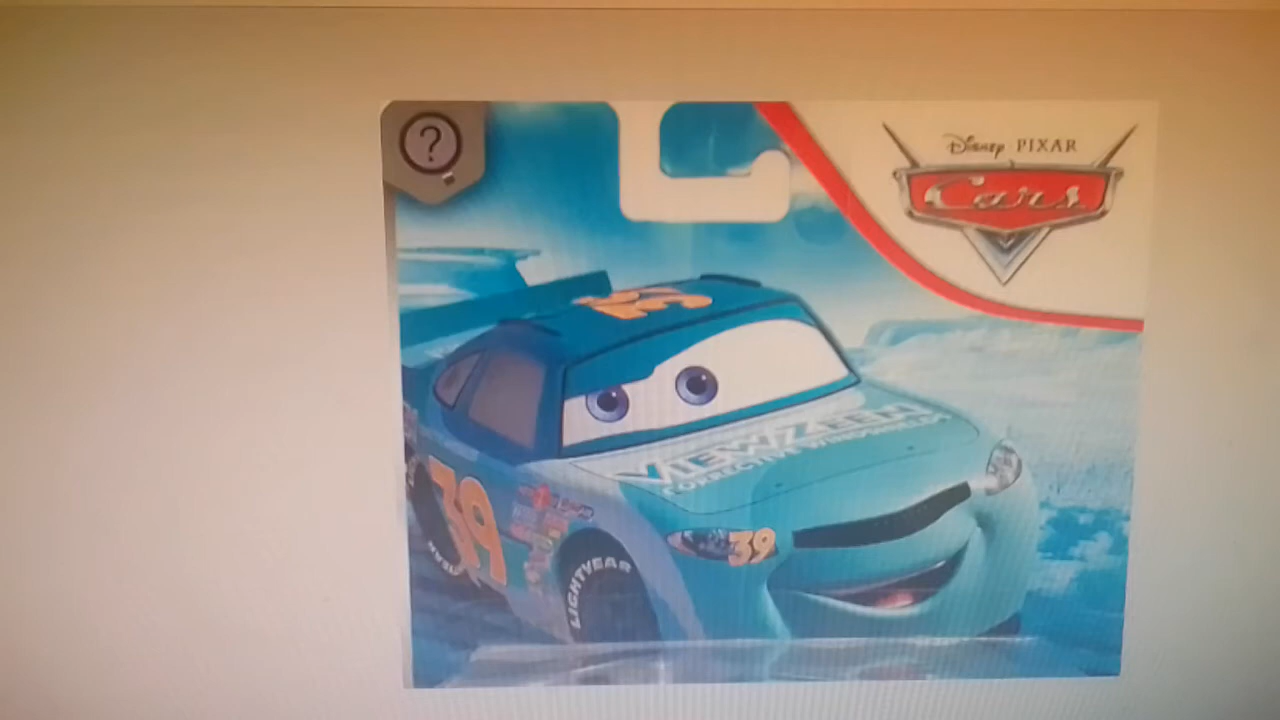 ?
Disney PIXAR
Cars
39
VIEWZEEN
CORRECTIVE WINDSHIELDS
39
39
LIGHTYEAR